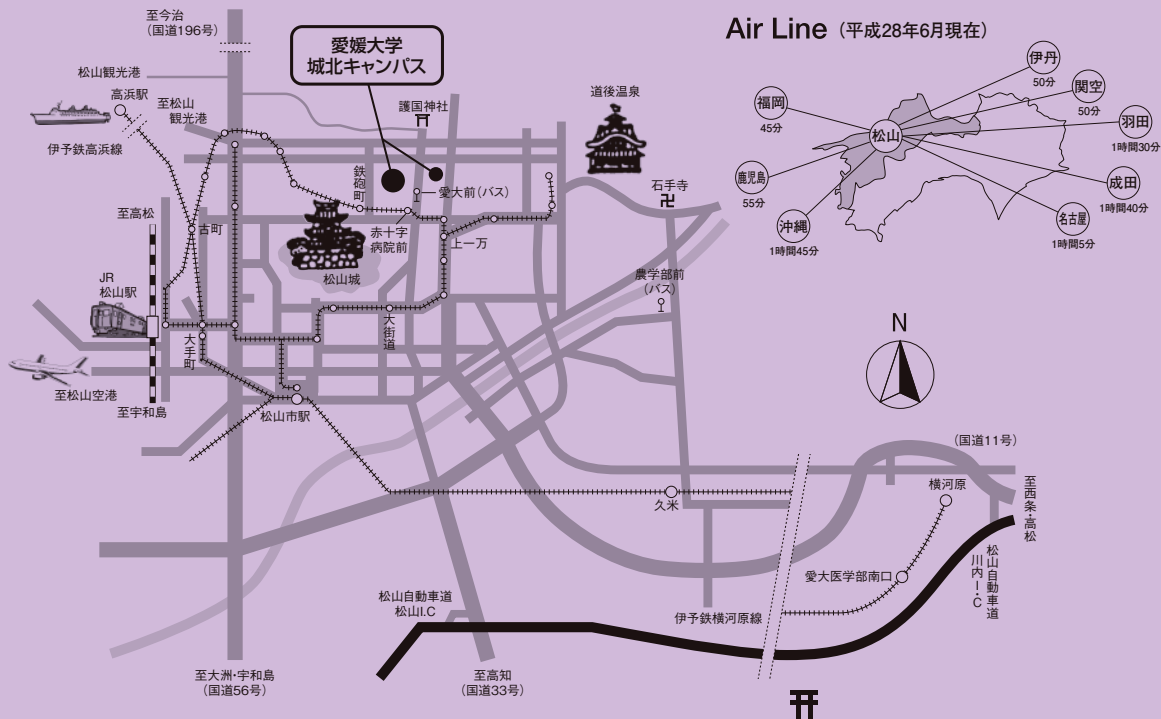 至今治
（国道196号）
愛媛大学
城北キャンパス
松山観光港
高浜駅
至松山
観光港
伊予鉄高浜線
護国神社
道後温泉
鉄砲町
愛大前（バス）
石手寺
至高松
古町
赤十字
病院前
上一万
松山城
農学部前
（バス）
JR
松山駅
大手町
大街道
至松山空港
至宇和島
松山市駅
Air Line（平成28年6月現在）
伊丹
50分
関空
50分
福岡
45分
羽田
1時間30分
松山
鹿児島
55分
成田
1時間40分
沖縄
1時間45分
名古屋
1時間5分
N
（国道11号）
横河原
至西条・高松
久米
愛大医学部南口
松山自動車道
川内I・C
松山自動車道
松山I.C
伊予鉄横河原線
至大洲・宇和島
（国道56号）
至高知
（国道33号）